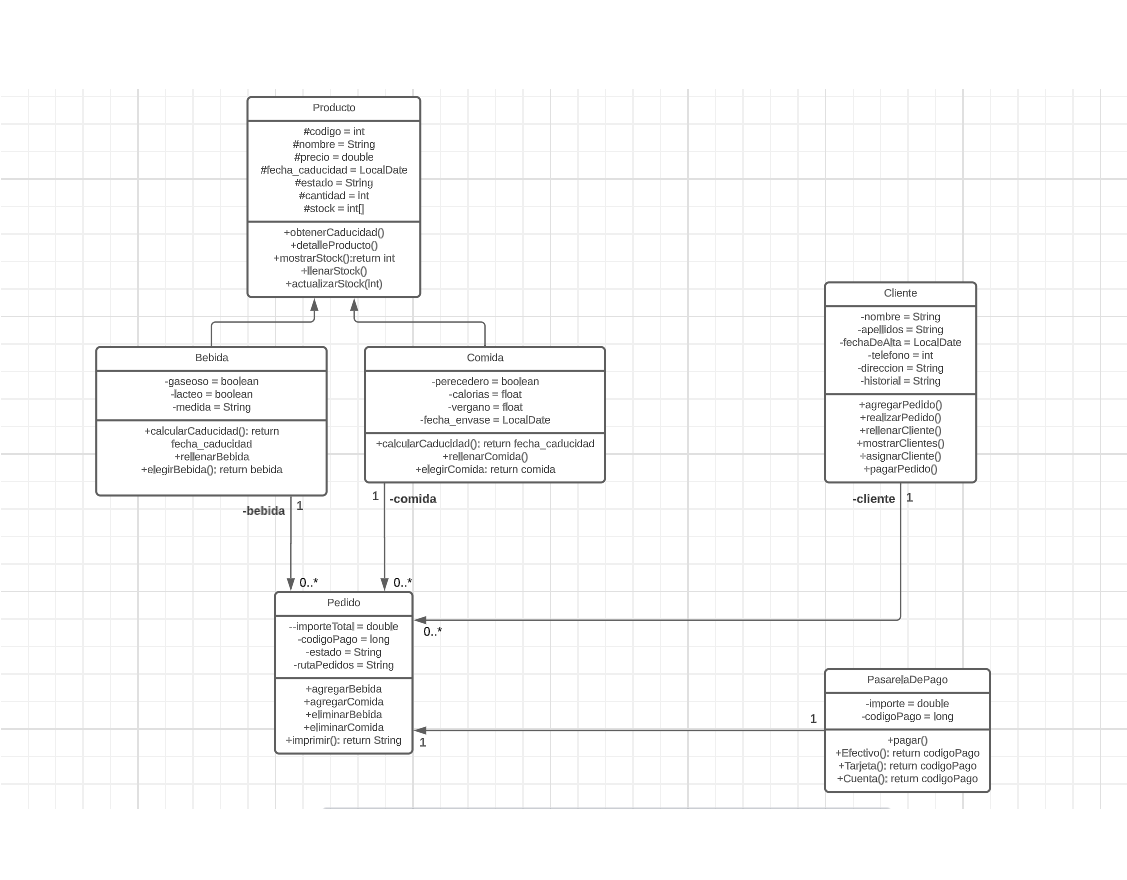 Producto
#codigo = int
#nombre = String
#precio = double
#fecha_caducidad = LocalDate
#estado = String
#cantidad = int
#stock = int[]
+obtenerCaducidad()
+detalleProducto()
+mostrarStock():return int
+llenarStock()
+actualizarStock(int)
Cliente
-nombre = String
-apellidos = String
-fechaDeAlta = LocalDate
-telefono = int
-direccion = String
-historial = String
+agregarPedido()
+realizarPedido()
+rellenarCliente()
+mostrarClientes()
+asignarCliente()
+pagarPedido()
Bebida
-gaseoso = boolean
-lacteo = boolean
-medida = String
+calcularCaducidad(): return
fecha_caducidad
+rellenarBebida
+elegirBebida(): return bebida
Comida
-perecedero = boolean
-calorias = float
-vergano = float
-fecha_envase = LocalDate
+calcularCaducidad(): return fecha_caducidad
+rellenarComida()
+elegirComida: return comida
-bebida
1
1
-comida
-cliente
1
0..*
0..*
0..*
Pedido
--importeTotal = double
-codigoPago = long
-estado = String
-rutaPedidos = String
+agregarBebida
+agregarComida
+eliminarBebida
+eliminarComida
+imprimir(): return String
1
1
PasarelaDePago
-importe = double
-codigoPago = long
+pagar()
+Efectivo(): return codigoPago
+Tarjeta(): return codigoPago
+Cuenta(): return codigoPago